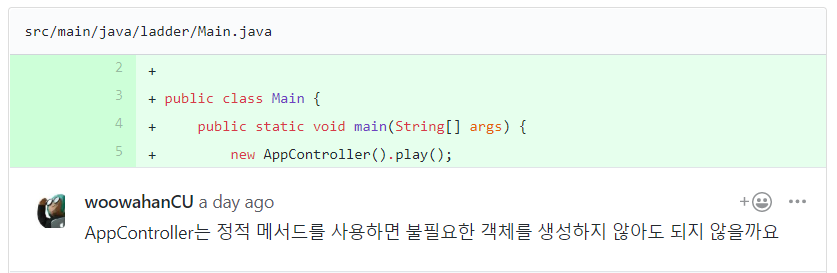 src/main/java/ladder/Main.java
2 +
3 + public class Main {
4 + public static void main(String[] args) {
5 + new AppController().play();
woowahanCU a day ago
AppController는 정적 메서드를 사용하면 불필요한 객체를 생성하지 않아도 되지 않을까요